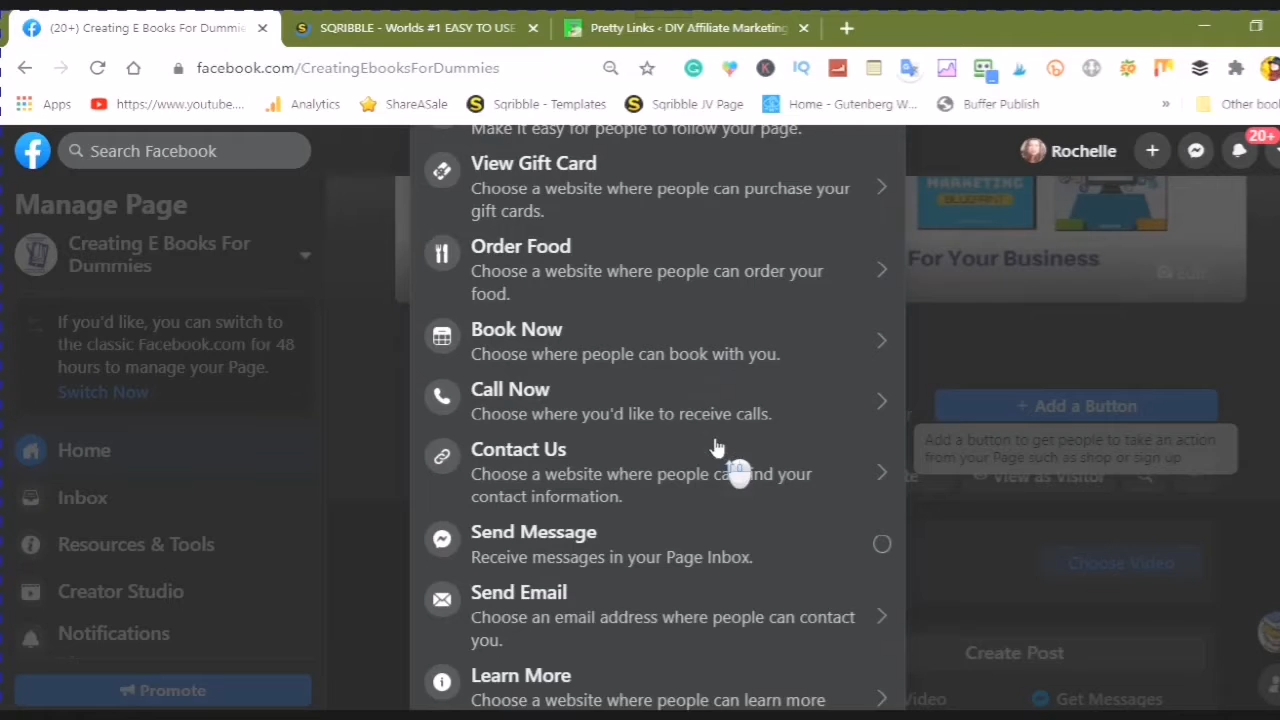 (20+) Creating E Books For Dummie
SQRIBBLE - Worlds #1 EASY TO USE
Pretty Links ‹ DIY Affiliate Marketing
facebook.com/CreatingEbooksForDummies
Apps
https://www.youtube....
Analytics
ShareASale
Sqribble - Templates
Sqribble JV Page
Home - Gutenberg W...
Buffer Publish
»
Other boo
Search Facebook
Rochelle
20+
Manage Page
Creating E Books For
Dummies
If you'd like, you can switch to
the classic Facebook.com for 48
hours to manage your Page.
Switch Now
Home
Inbox
Resources & Tools
Creator Studio
Notifications
Promote
Make it easy for people to follow your page.
View Gift Card
Choose a website where people can purchase your
gift cards.
Order Food
Choose a website where people can order your
food.
Book Now
Choose where people can book with you.
Call Now
Choose where you'd like to receive calls.
Contact Us
Choose a website where people can find your
contact information.
Send Message
Receive messages in your Page Inbox.
Send Email
Choose an email address where people can contact
you.
Learn More
Choose a website where people can learn more
MARKETING
BLUEPRINT
For Your Business
Edit
+ Add a Button
Add a button to get people to take an action
from your Page such as shop or sign up.
View as Visitor
Choose Video
Create Post
Video
Get Messages